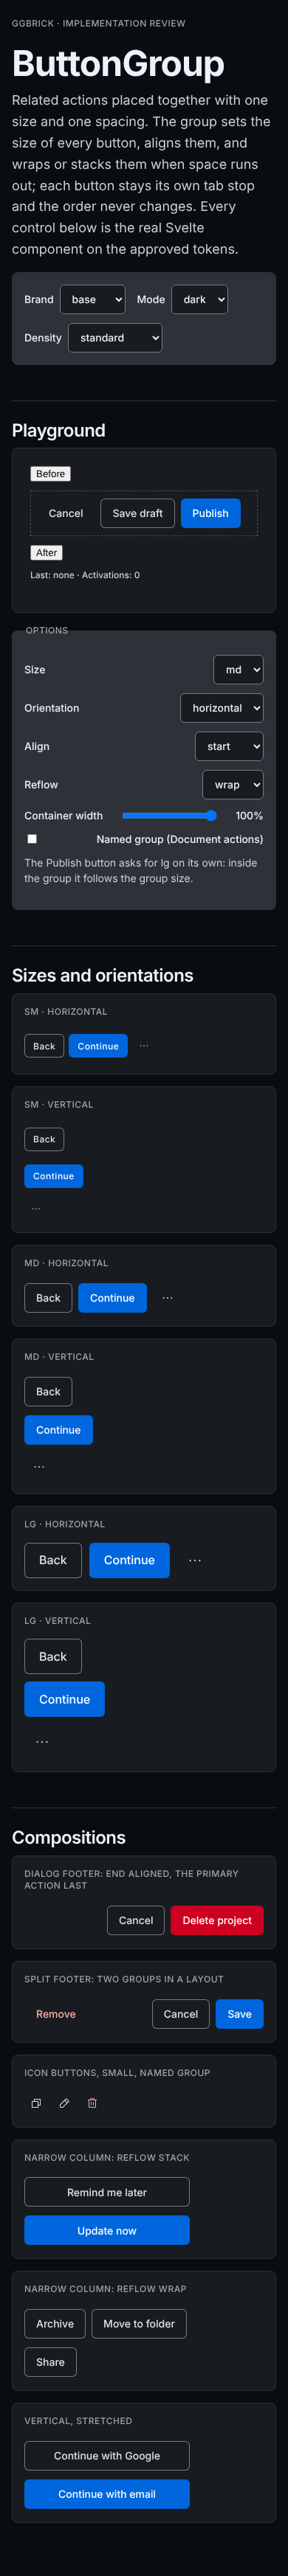 GGBRICK · IMPLEMENTATION REVIEW
ButtonGroup
Related actions placed together with one
size and one spacing. The group sets the
size of every button, aligns them, and
wraps or stacks them when space runs
out; each button stays its own tab stop
and the order never changes. Every
control below is the real Svelte
component on the approved tokens.
Brand base Mode dark
Density standard
Playground
Before
Cancel Save draft Publish
After
Last: none · Activations: 0
OPTIONS
Size md
Orientation horizontal
Align start
Reflow wrap
Container width 100%
Named group (Document actions)
The Publish button asks for lg on its own: inside
the group it follows the group size.
Sizes and orientations
SM · HORIZONTAL
Back Continue ...
SM · VERTICAL
Back
Continue
...
MD · HORIZONTAL
Back Continue ...
MD · VERTICAL
Back
Continue
...
LG · HORIZONTAL
Back Continue ...
LG · VERTICAL
Back
Continue
...
Compositions
DIALOG FOOTER: END ALIGNED, THE PRIMARY
ACTION LAST
Cancel Delete project
SPLIT FOOTER: TWO GROUPS IN A LAYOUT
Remove Cancel Save
ICON BUTTONS, SMALL, NAMED GROUP
NARROW COLUMN: REFLOW STACK
Remind me later
Update now
NARROW COLUMN: REFLOW WRAP
Archive Move to folder
Share
VERTICAL, STRETCHED
Continue with Google
Continue with email